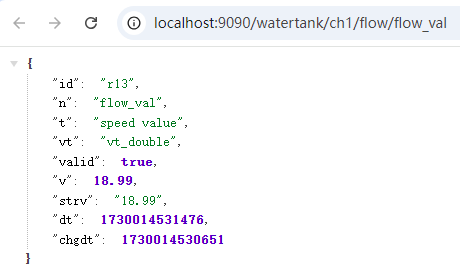 localhost:9090/watertank/ch1/flow/flow_val
{
"id": "r13",
"n": "flow_val",
"t": "speed value",
"vt": "vt_double",
"valid": true,
"v": 18.99,
"strv": "18.99",
"dt": 1730014531476,
"chgdt": 1730014530651
}